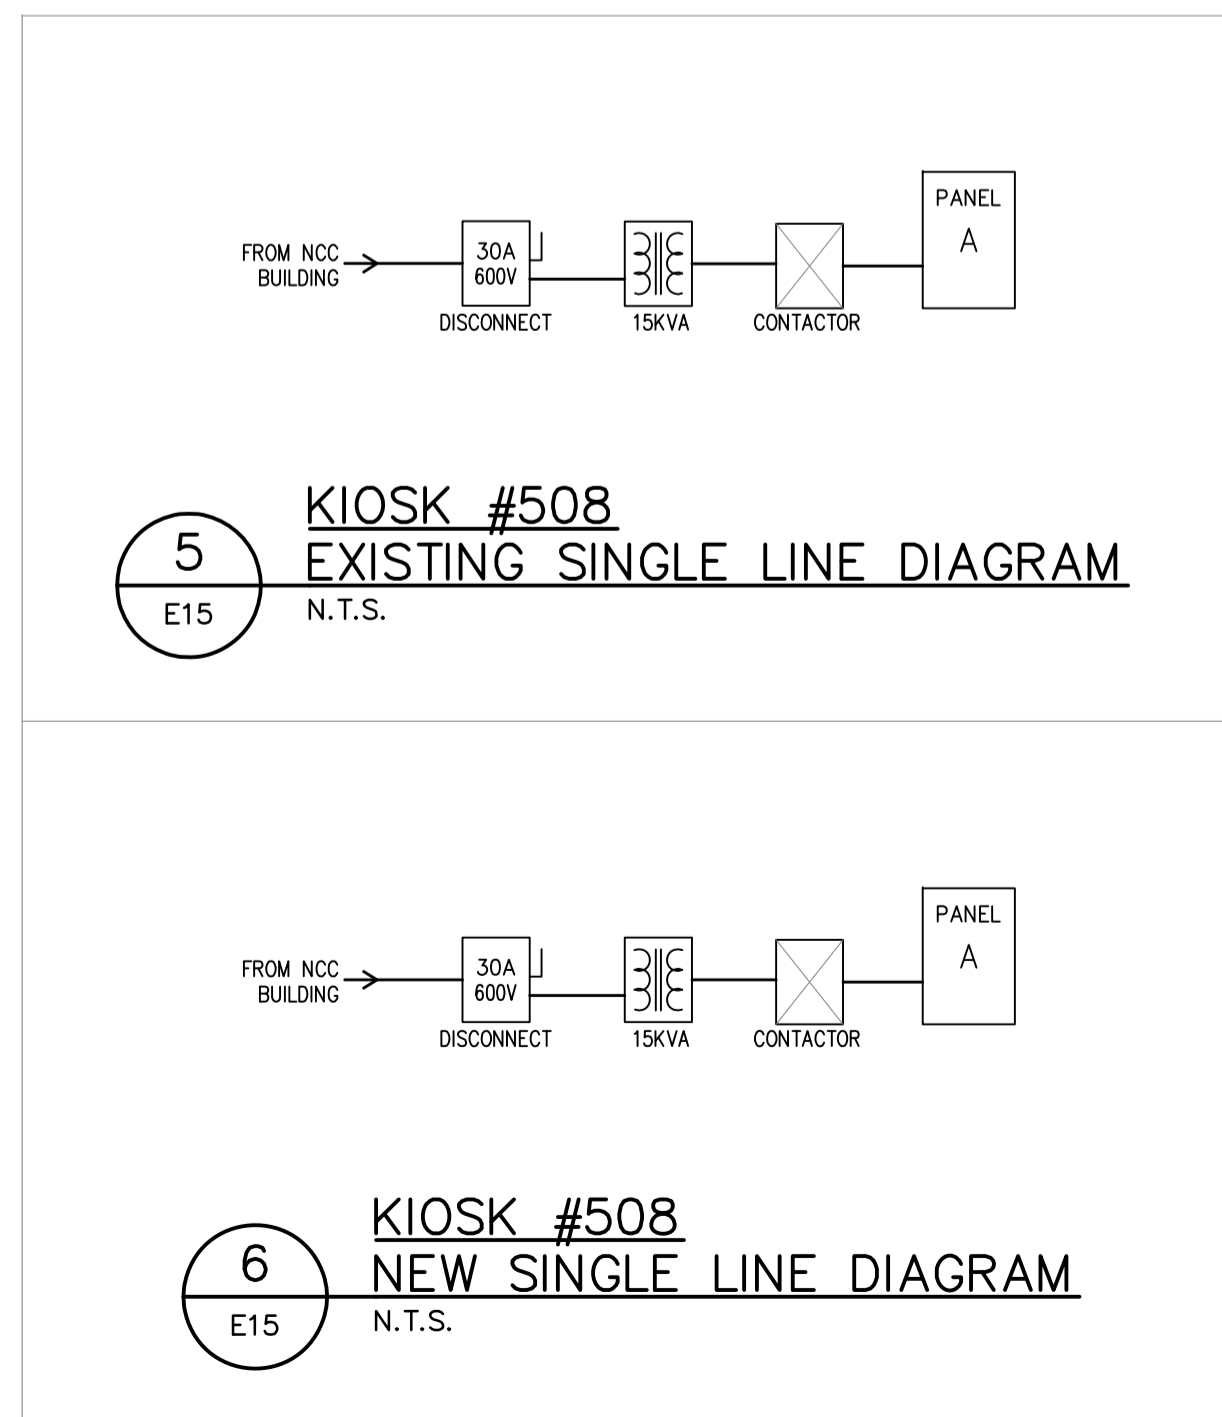 FROM NCC
BUILDING
30A
600V
DISCONNECT
15KVA
CONTACTOR
PANEL
A
5
E15
KIOSK #508
EXISTING SINGLE LINE DIAGRAM
N.T.S.
FROM NCC
BUILDING
30A
600V
DISCONNECT
15KVA
CONTACTOR
PANEL
A
6
E15
KIOSK #508
NEW SINGLE LINE DIAGRAM
N.T.S.